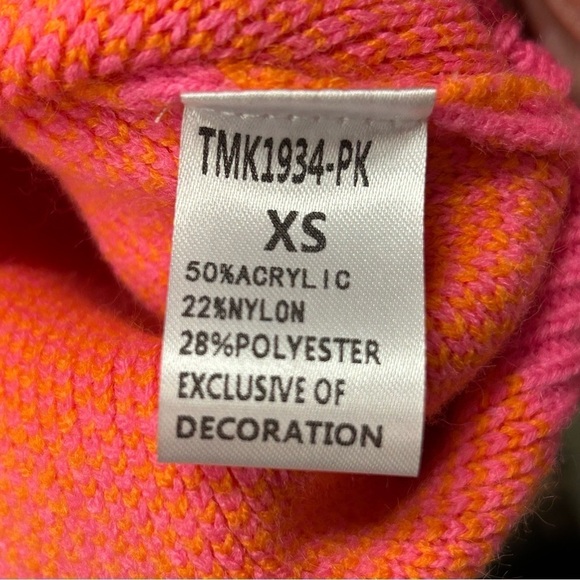 TMK1934-PK
XS
50%ACRYLIC
22%NYLON
28%POLYESTER
EXCLUSIVE OF
DECORATION